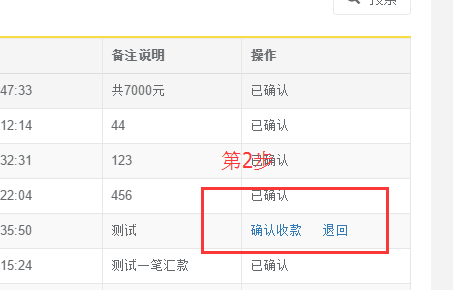 搜索
备注说明 操作
47:33 共7000元 已确认
12:14 44 已确认
32:31 123 已确认
第2步
22:04 456 已确认
35:50 测试 确认收款 退回
15:24 测试一笔汇款 已确认